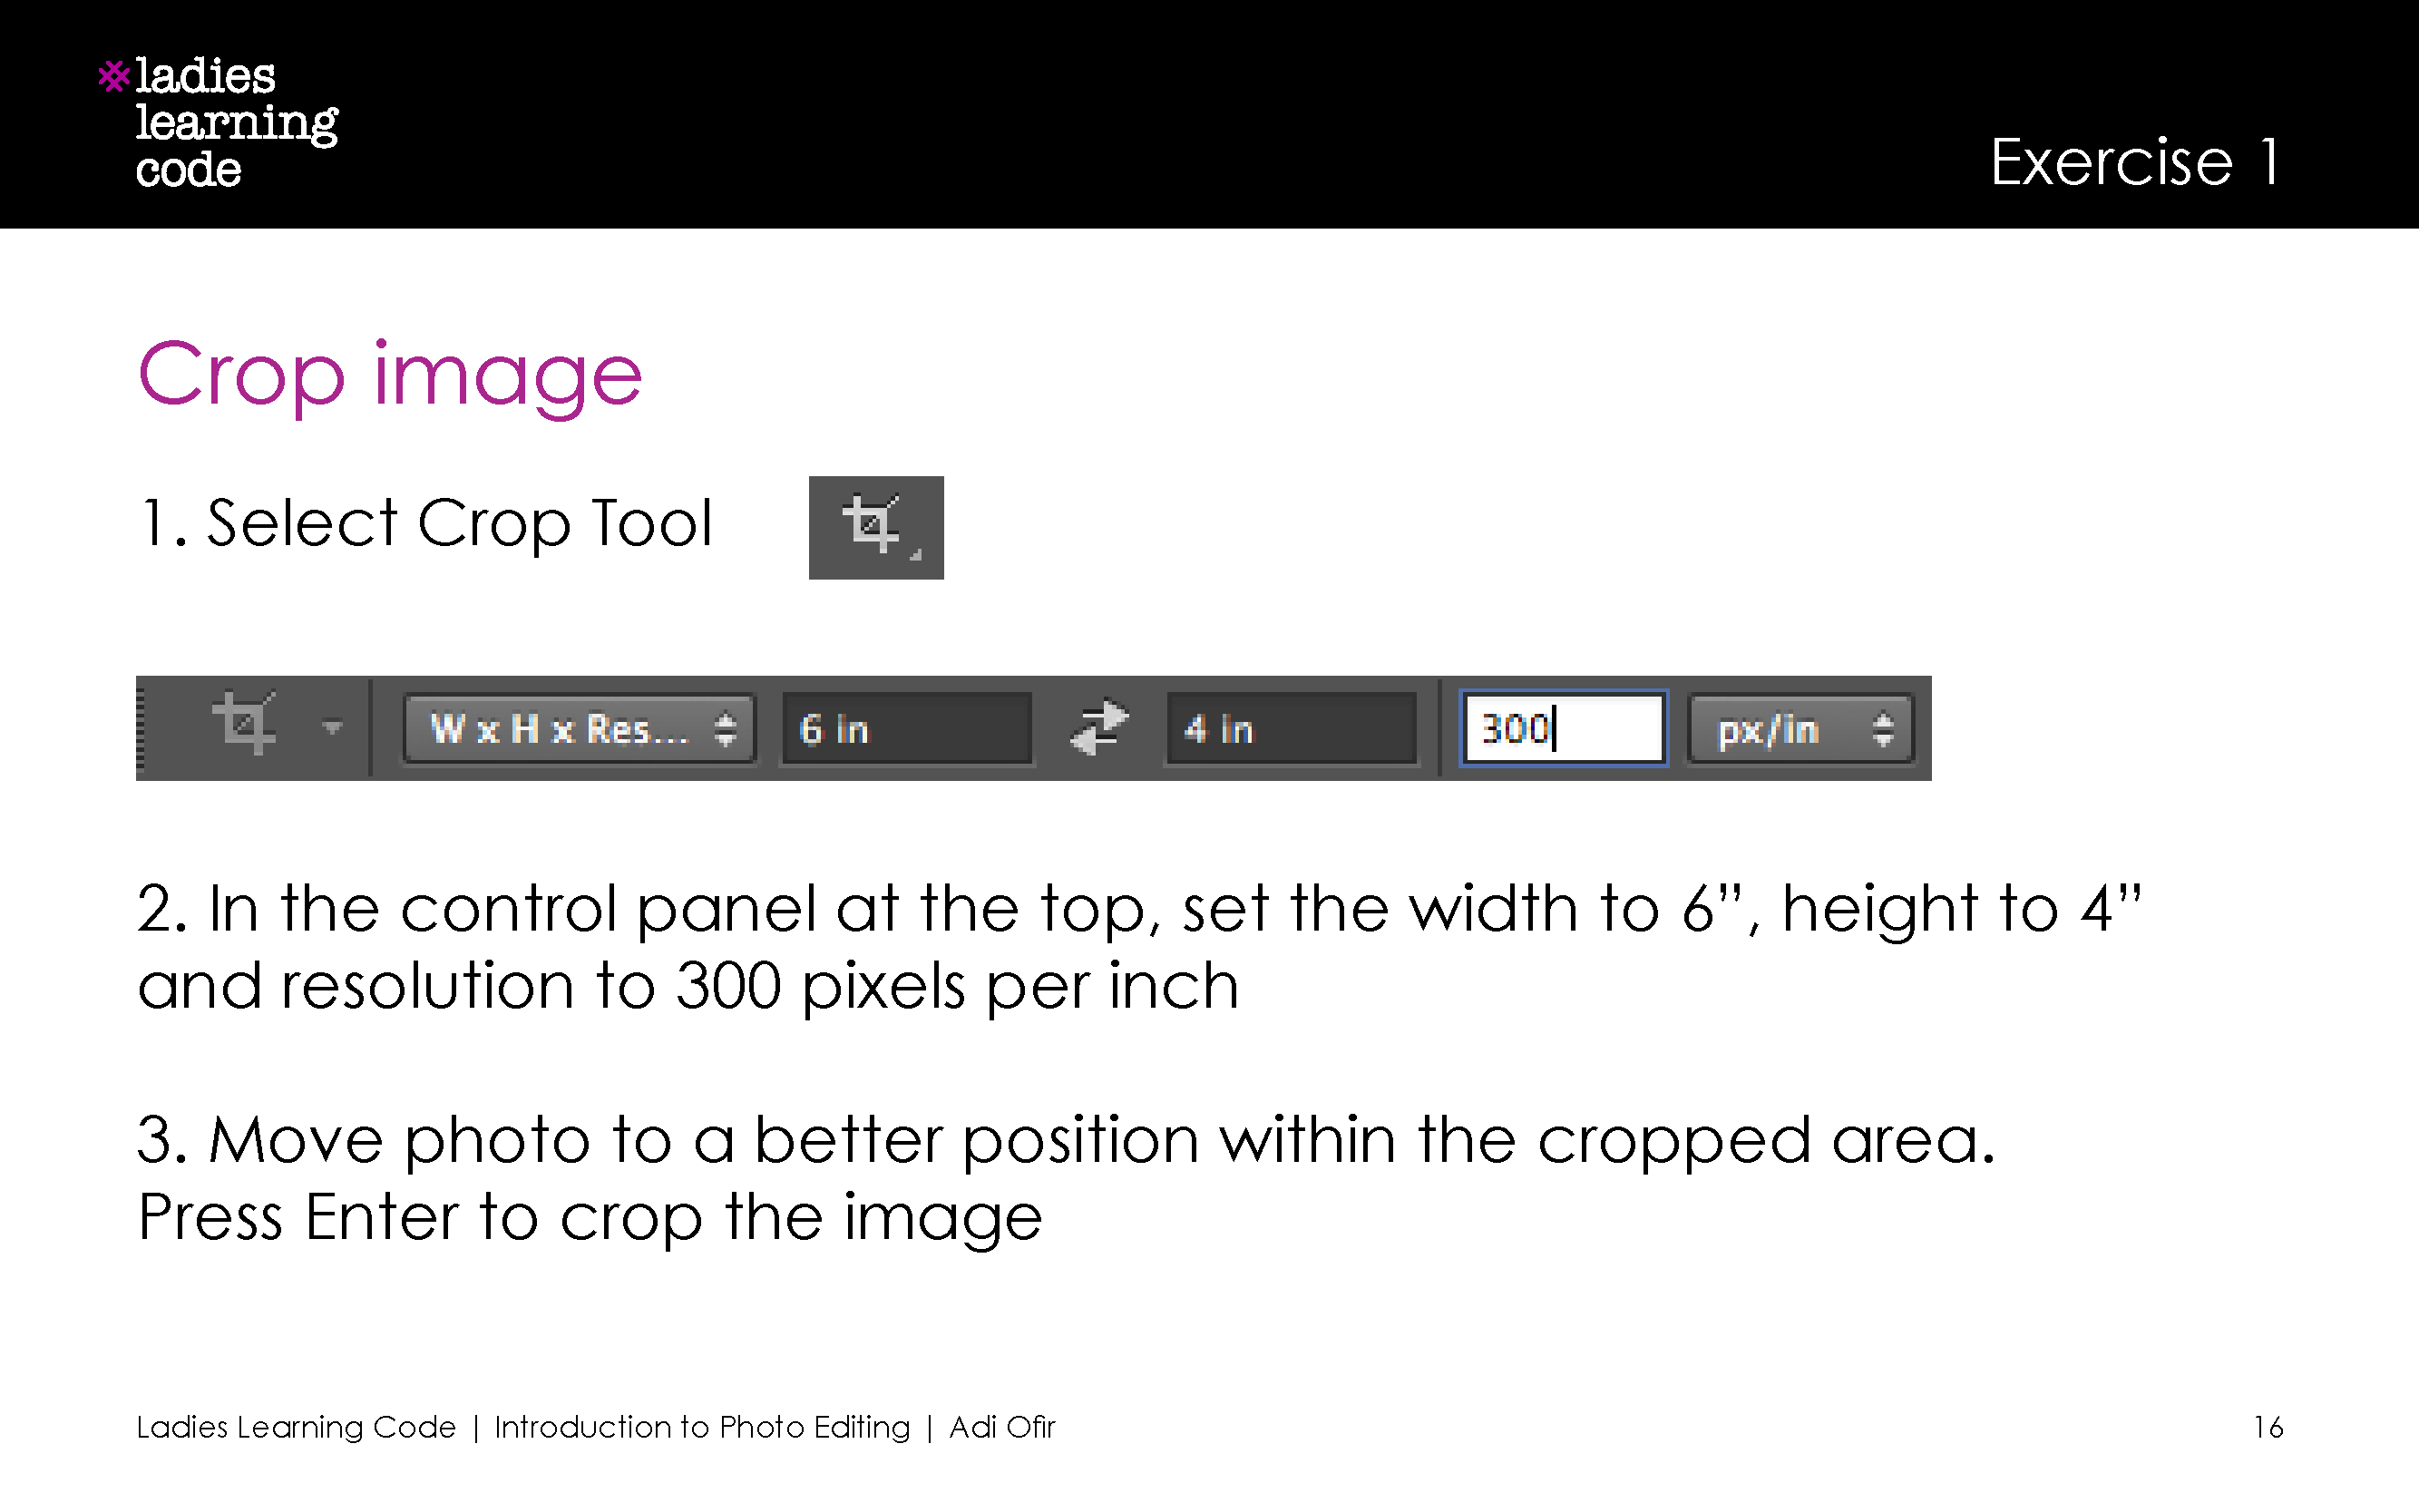 ladies
learning
code
Exercise 1
Crop image
1. Select Crop Tool
W x H x Res... 6 in 4 in 300 px/in
2. In the control panel at the top, set the width to 6”, height to 4”
and resolution to 300 pixels per inch
3. Move photo to a better position within the cropped area.
Press Enter to crop the image
Ladies Learning Code | Introduction to Photo Editing | Adi Ofir 16